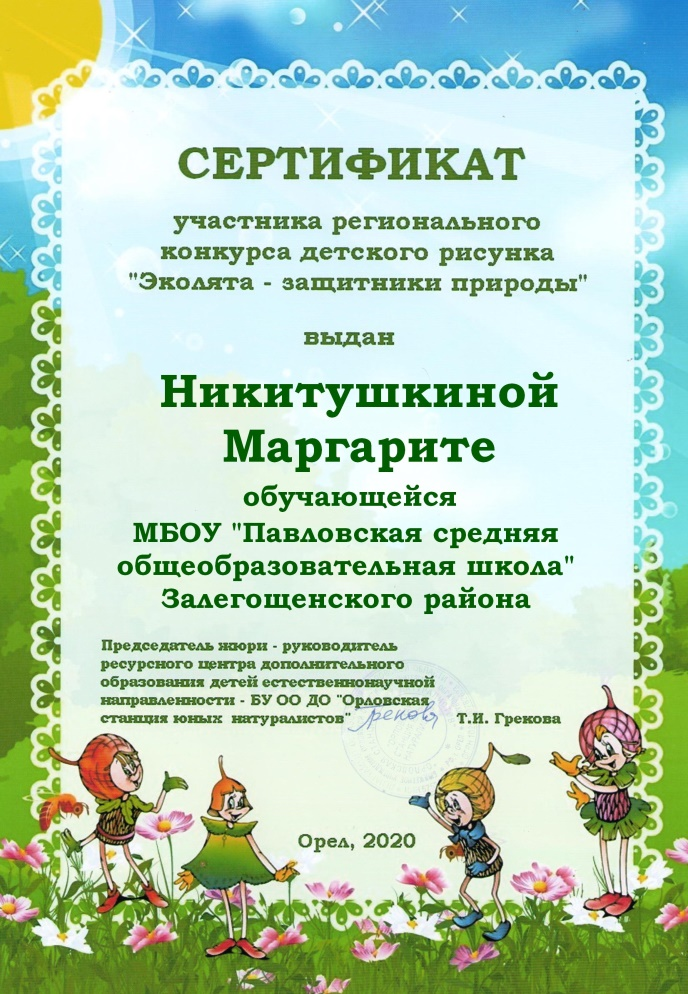 СЕРТИФИКАТ
участника регионального
конкурса детского рисунка
"Эколята - защитники природы"
выдан
Никитушкиной
Маргарите
обучающейся
МБОУ "Павловская средняя
общеобразовательная школа"
Залегощенского района
Председатель жюри - руководитель
ресурсного центра дополнительного
образования детей естественнонаучной
направленности - БУ ОО ДО "Орловская
станция юных натуралистов" Т.И. Грекова
Орел, 2020